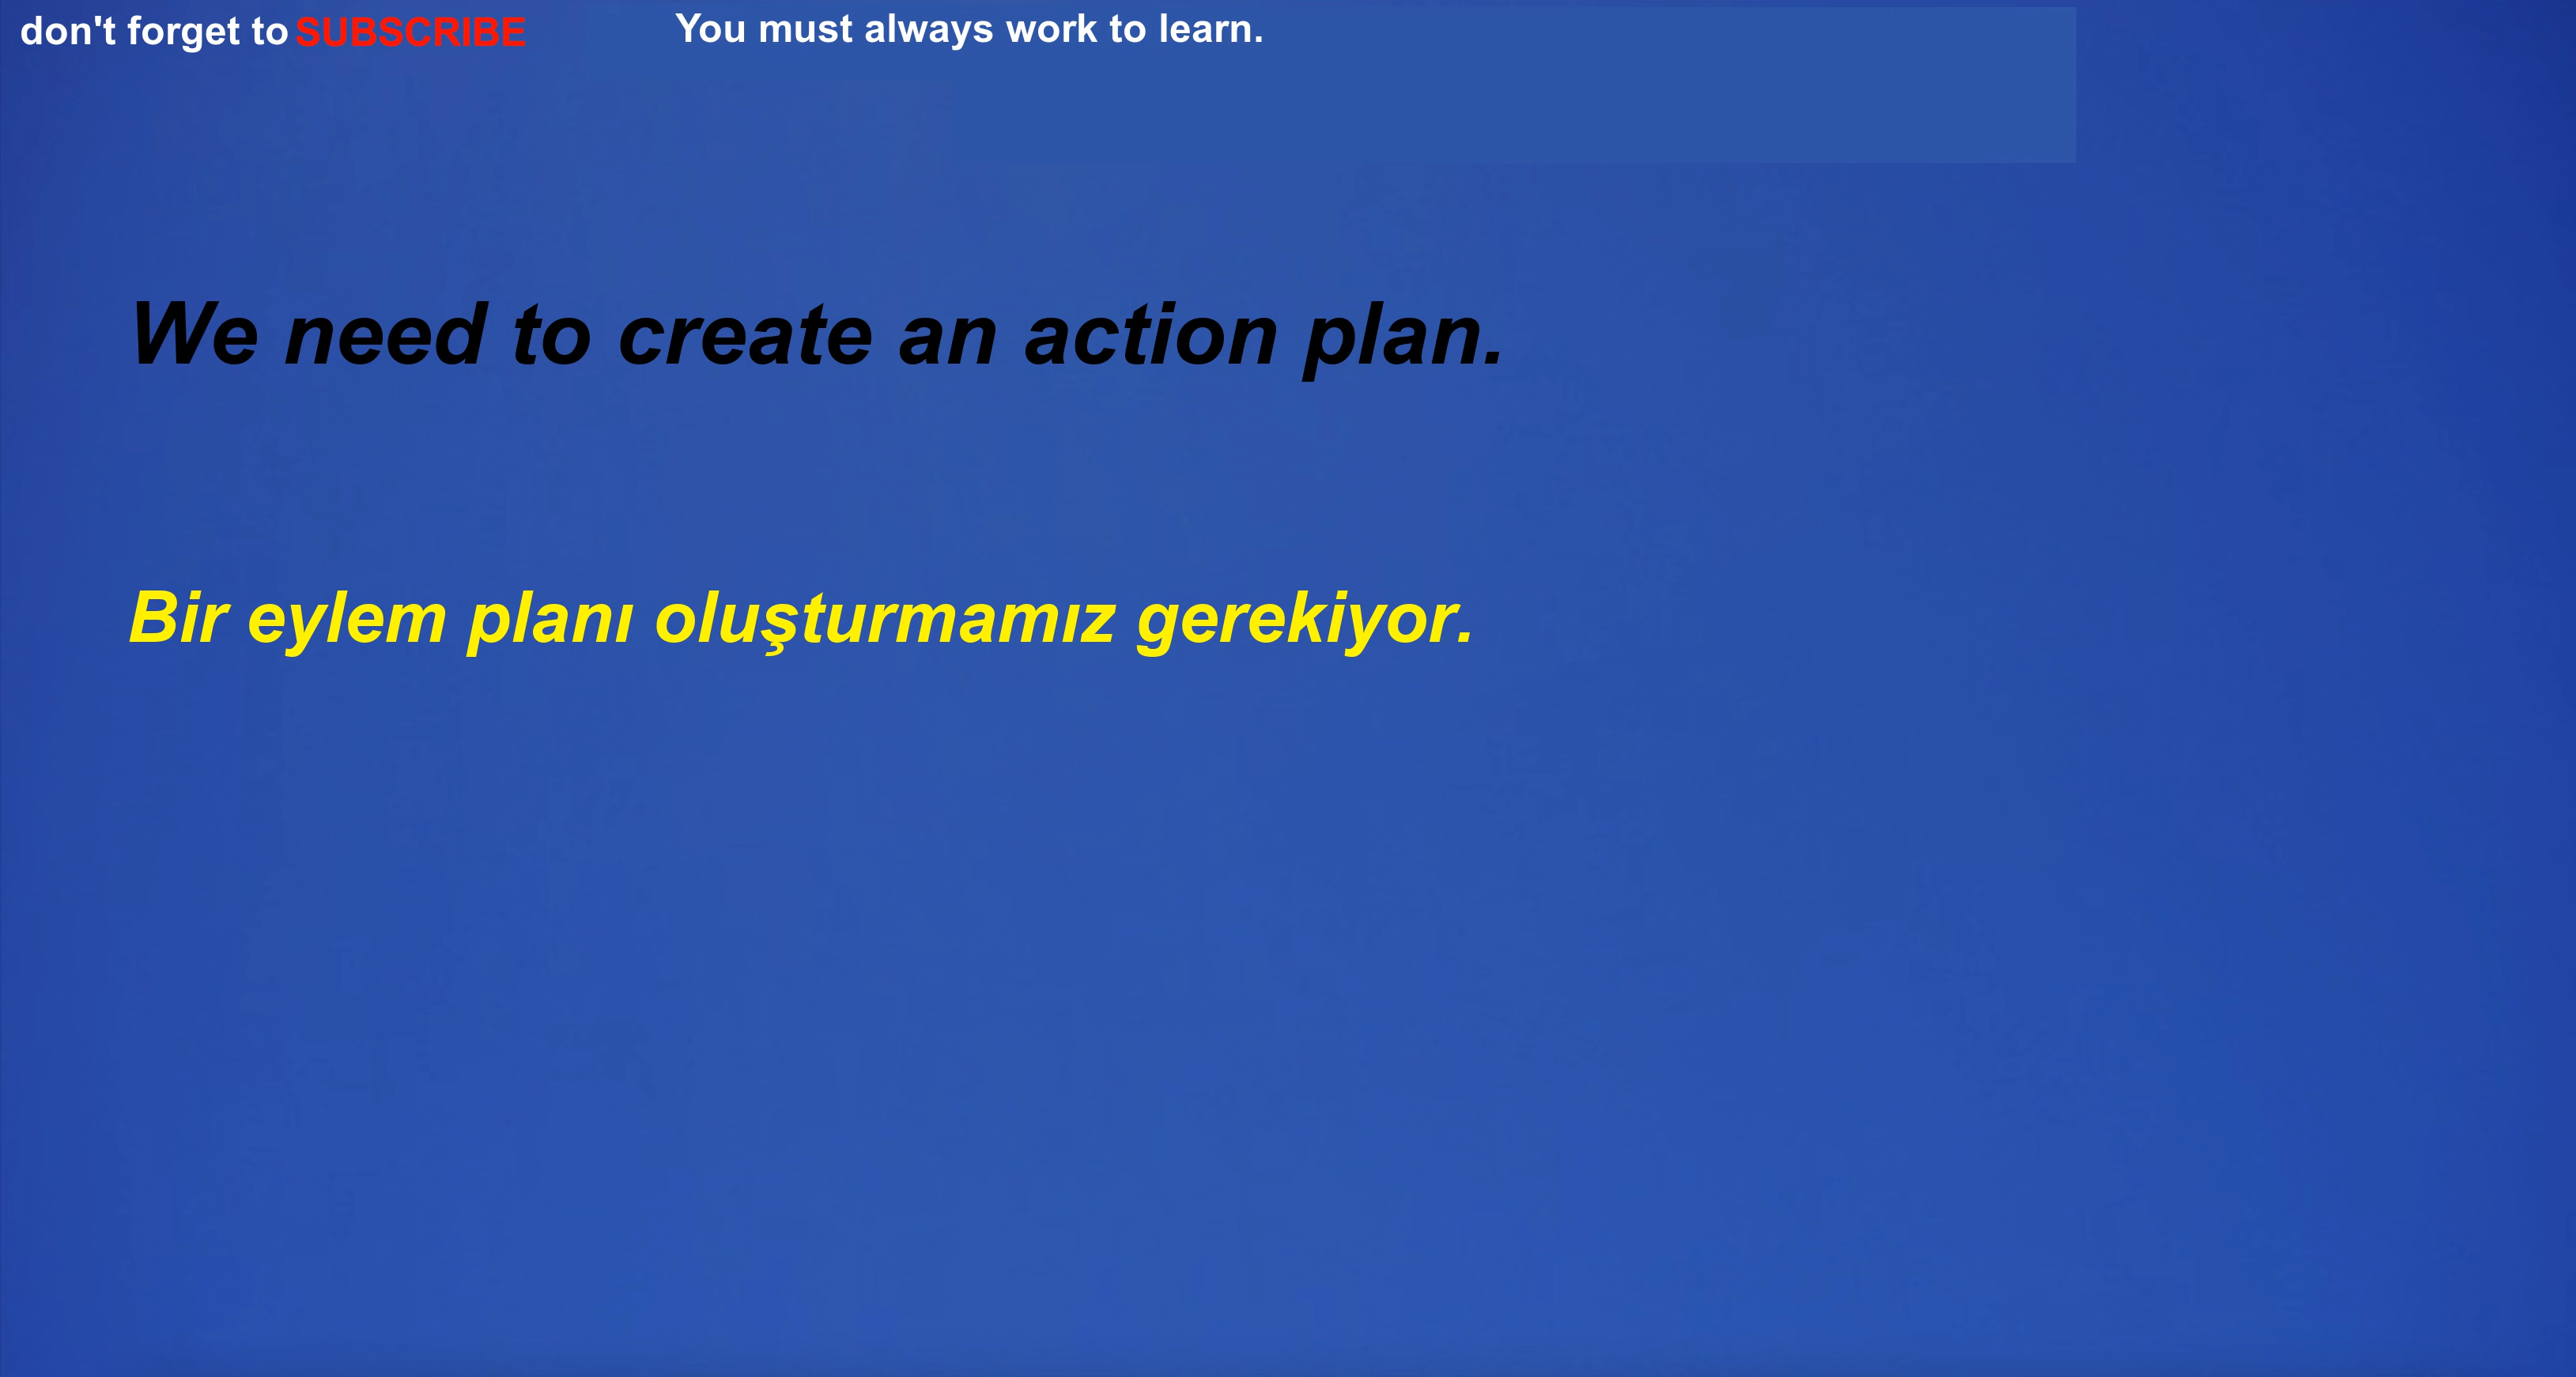 don't forget to SUBSCRIBE
You must always work to learn.
We need to create an action plan.
Bir eylem planı oluşturmamız gerekiyor.